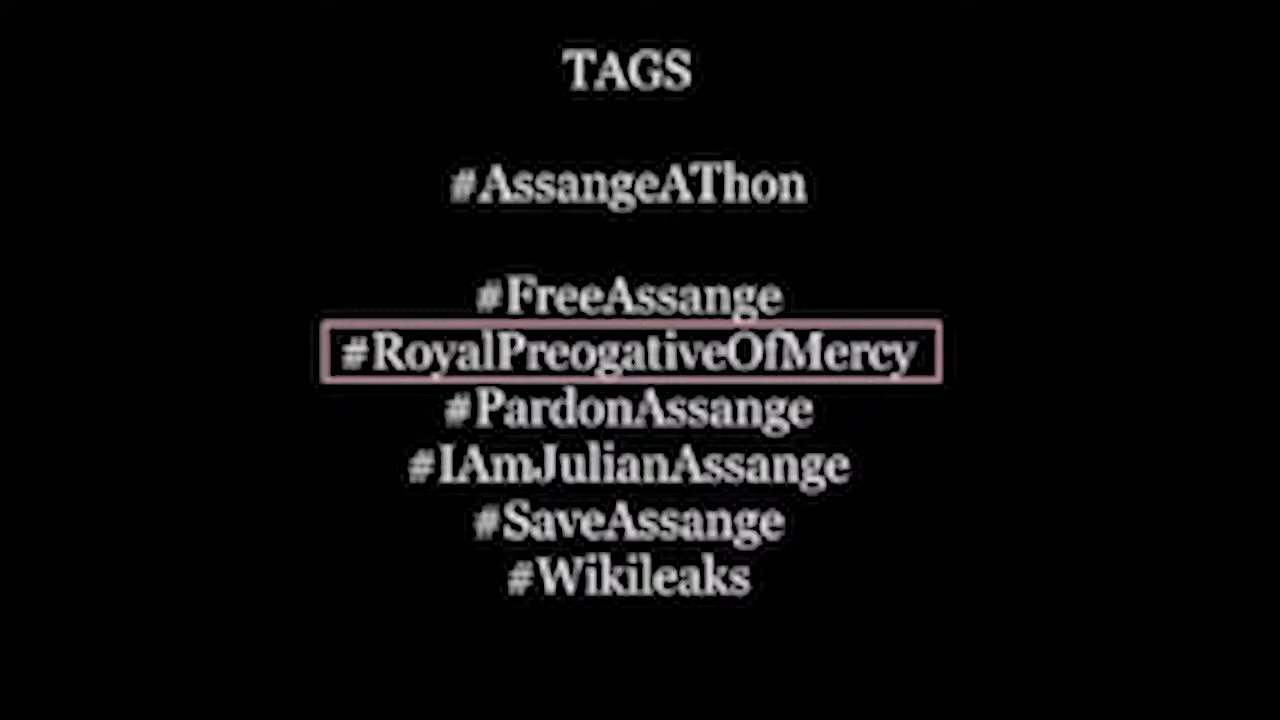 TAGS
#AssangeAThon
#FreeAssange
#RoyalPreogativeOfMercy
#PardonAssange
#IAmJulianAssange
#SaveAssange
#Wikileaks